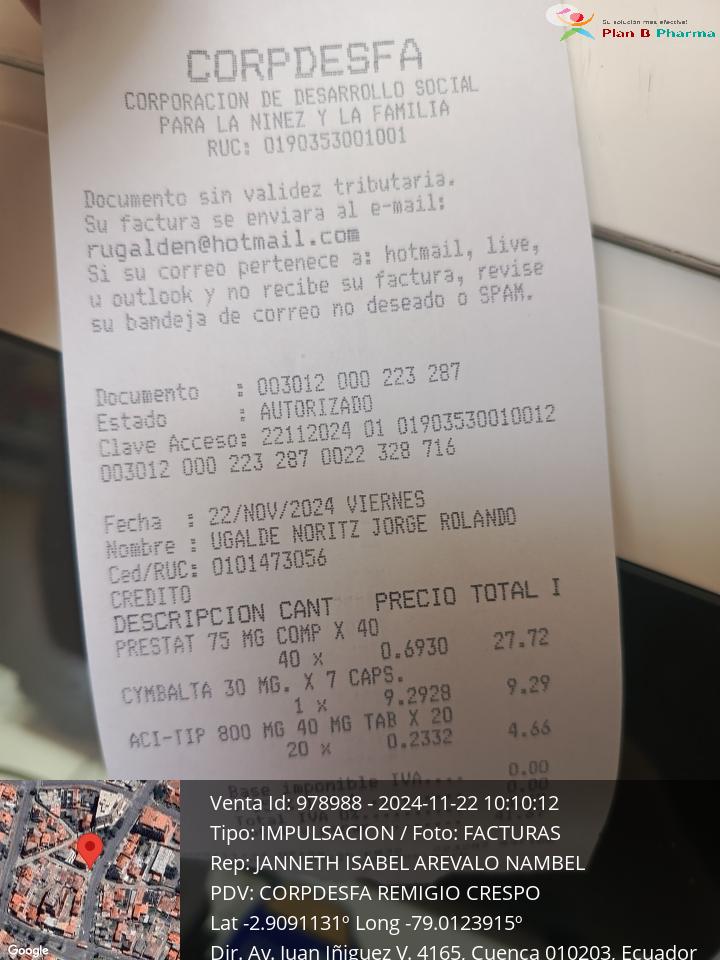 Su solución más efectiva!
Plan B Pharma
CORPDESFA
CORPORACION DE DESARROLLO SOCIAL
PARA LA NINEZ Y LA FAMILIA
RUC: 0190353001001
Documento sin validez tributaria.
Su factura se enviara al e-mail:
rugalden@hotmail.com
Si su correo pertenece a: hotmail, live,
u outlook y no recibe su factura, revise
su bandeja de correo no deseado o SPAM.
Documento : 003012 000 223 287
Estado : AUTORIZADO
Clave Acceso: 22112024 01 01903530010012
003012 000 223 287 0022 328 716
Fecha : 22/NOV/2024 VIERNES
Nombre : UGALDE NORITZ JORGE ROLANDO
Ced/RUC: 0101473056
CREDITO
DESCRIPCION CANT PRECIO TOTAL I
PRESTAT 75 MG COMP X 40
40 x 0.6930 27.72
CYMBALTA 30 MG. X 7 CAPS.
1 x 9.2928 9.29
ACI-TIP 800 MG 40 MG TAB X 20
20 x 0.2332 4.66
Base imponible IVA.... 0.00
Total IVA 0.00
Venta Id: 978988 - 2024-11-22 10:10:12
Tipo: IMPULSACION / Foto: FACTURAS
Rep: JANNETH ISABEL AREVALO NAMBEL
PDV: CORPDESFA REMIGIO CRESPO
Lat -2.9091131º Long -79.0123915º
Dir. Av. Juan Iñiguez V. 4165, Cuenca 010203, Ecuador
Google